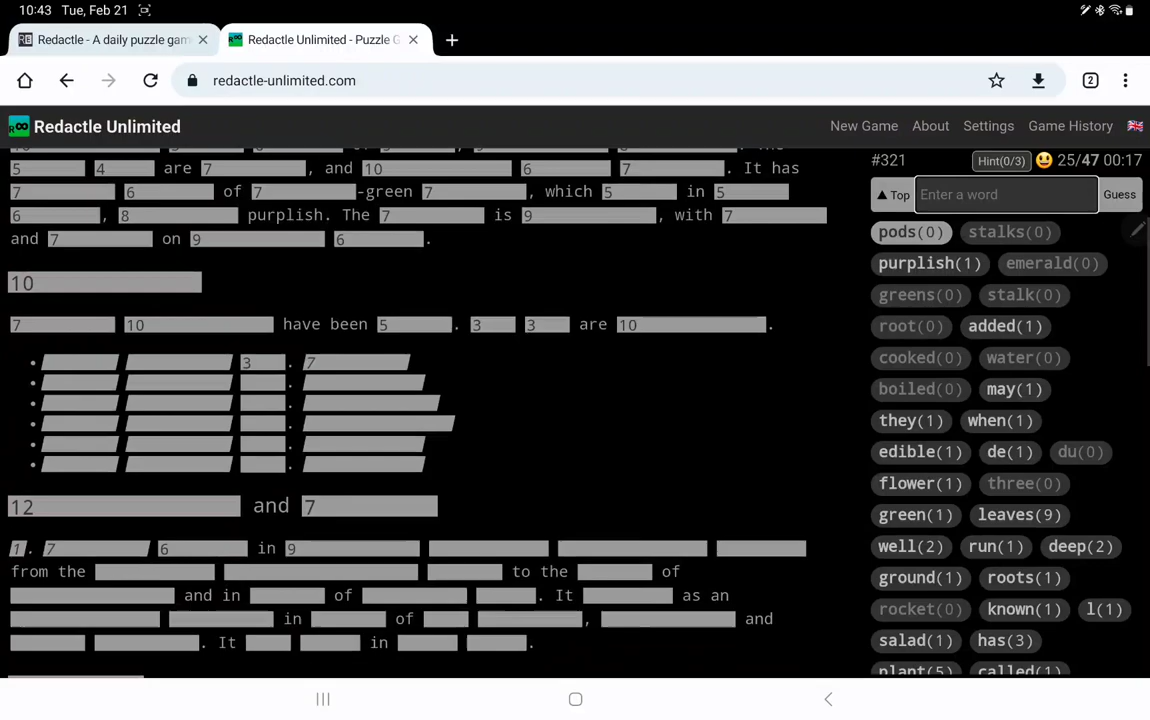 10:43 Tue, Feb 21
Redactle - A daily puzzle gam
Redactle Unlimited - Puzzle G
redactle-unlimited.com
2
Redactle Unlimited
New Game About Settings Game History
5 4 are 7, and 10 6 7. It has
7 6 of 7-green 7, which 5 in 5
6, 8 purplish. The 7 is 9, with 7
and 7 on 9 6.
10
7 10 have been 5. 3 3 are 10.
• 3. 7
12 and 7
1. 7 6 in 9
from the to the of
and in of. It as an
in of, and
. It in.
#321 Hint(0/3) 25/47 00:17
▲ Top Enter a word Guess
pods(0) stalks(0)
purplish(1) emerald(0)
greens(0) stalk(0)
root(0) added(1)
cooked(0) water(0)
boiled(0) may(1)
they(1) when(1)
edible(1) de(1) du(0)
flower(1) three(0)
green(1) leaves(9)
well(2) run(1) deep(2)
ground(1) roots(1)
rocket(0) known(1) l(1)
salad(1) has(3)
plant(5) called(1)